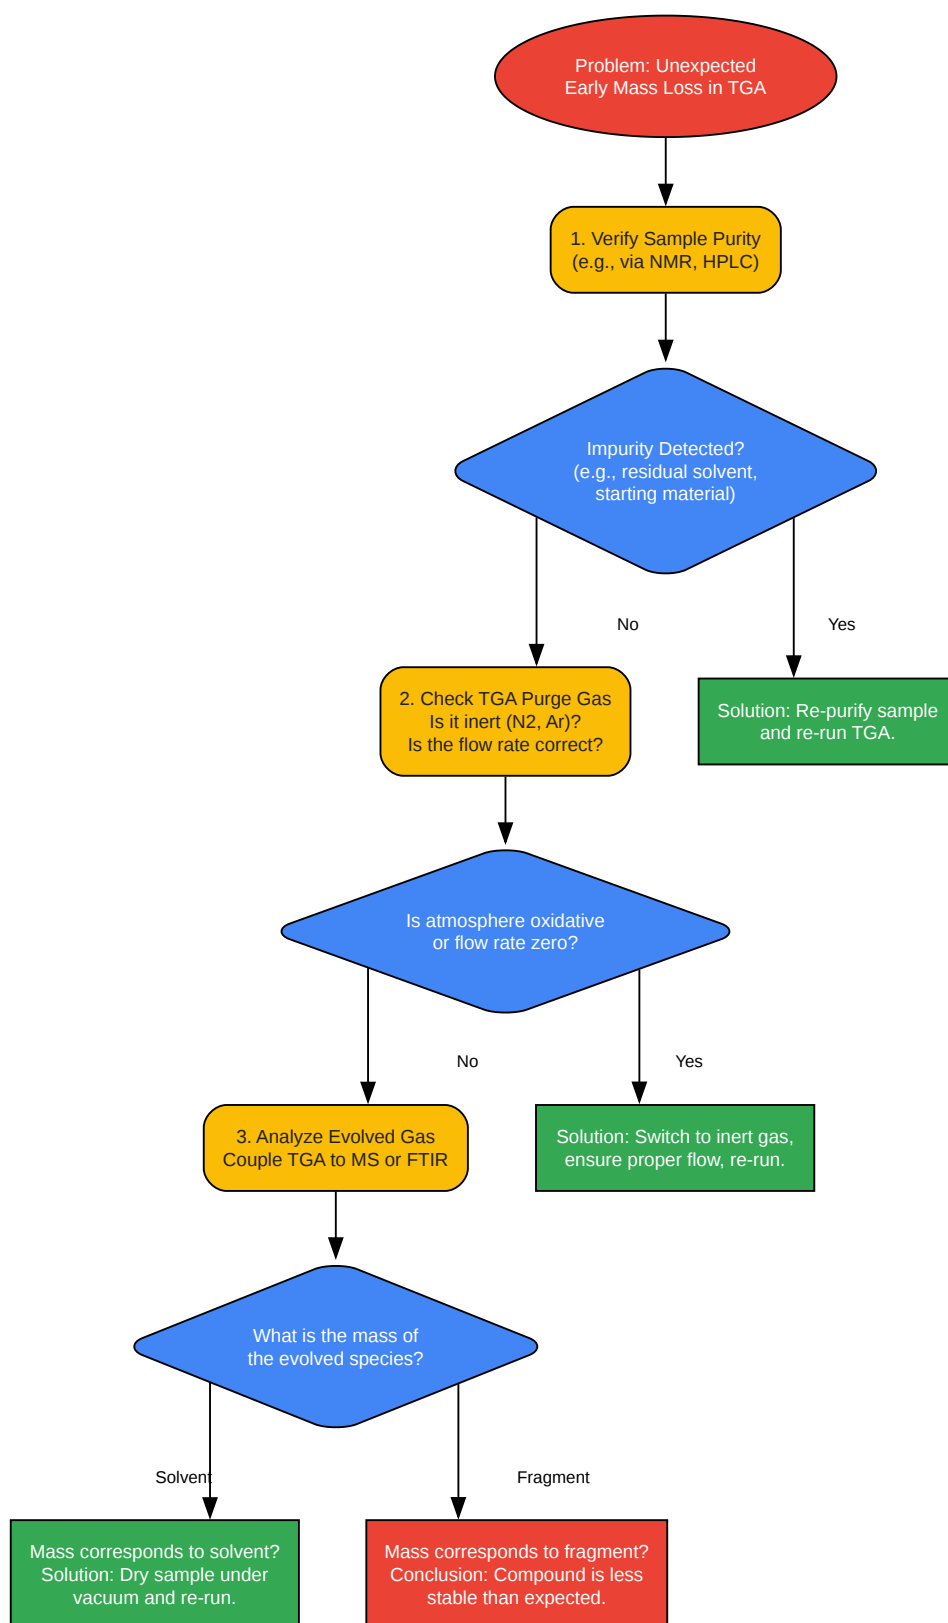 Problem: Unexpected
Early Mass Loss in TGA
1. Verify Sample Purity
(e.g., via NMR, HPLC)
Impurity Detected?
(e.g., residual solvent,
starting material)
No
Yes
2. Check TGA Purge Gas
Is it inert (N2, Ar)?
Is the flow rate correct?
Solution: Re-purify sample
and re-run TGA.
Is atmosphere oxidative
or flow rate zero?
No
Yes
3. Analyze Evolved Gas
Couple TGA to MS or FTIR
Solution: Switch to inert gas,
ensure proper flow, re-run.
What is the mass of
the evolved species?
Solvent
Fragment
Mass corresponds to solvent?
Solution: Dry sample under
vacuum and re-run.
Mass corresponds to fragment?
Conclusion: Compound is less
stable than expected.